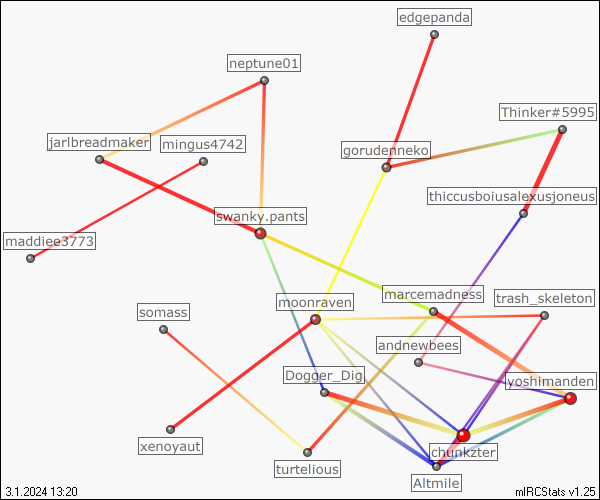 edgepanda
neptune01
Thinker#5995
jarlbreadmaker
mingus4742
gorudenneko
thiccusboiusalexusjoneus
swanky.pants
maddiee3773
moonraven
marcemadness
trash_skeleton
somass
andnewbees
Dogger_Dig
yoshimanden
xenoyaut
chunkzter
turtelious
Altmile
3.1.2024 13:20
mIRCStats v1.25